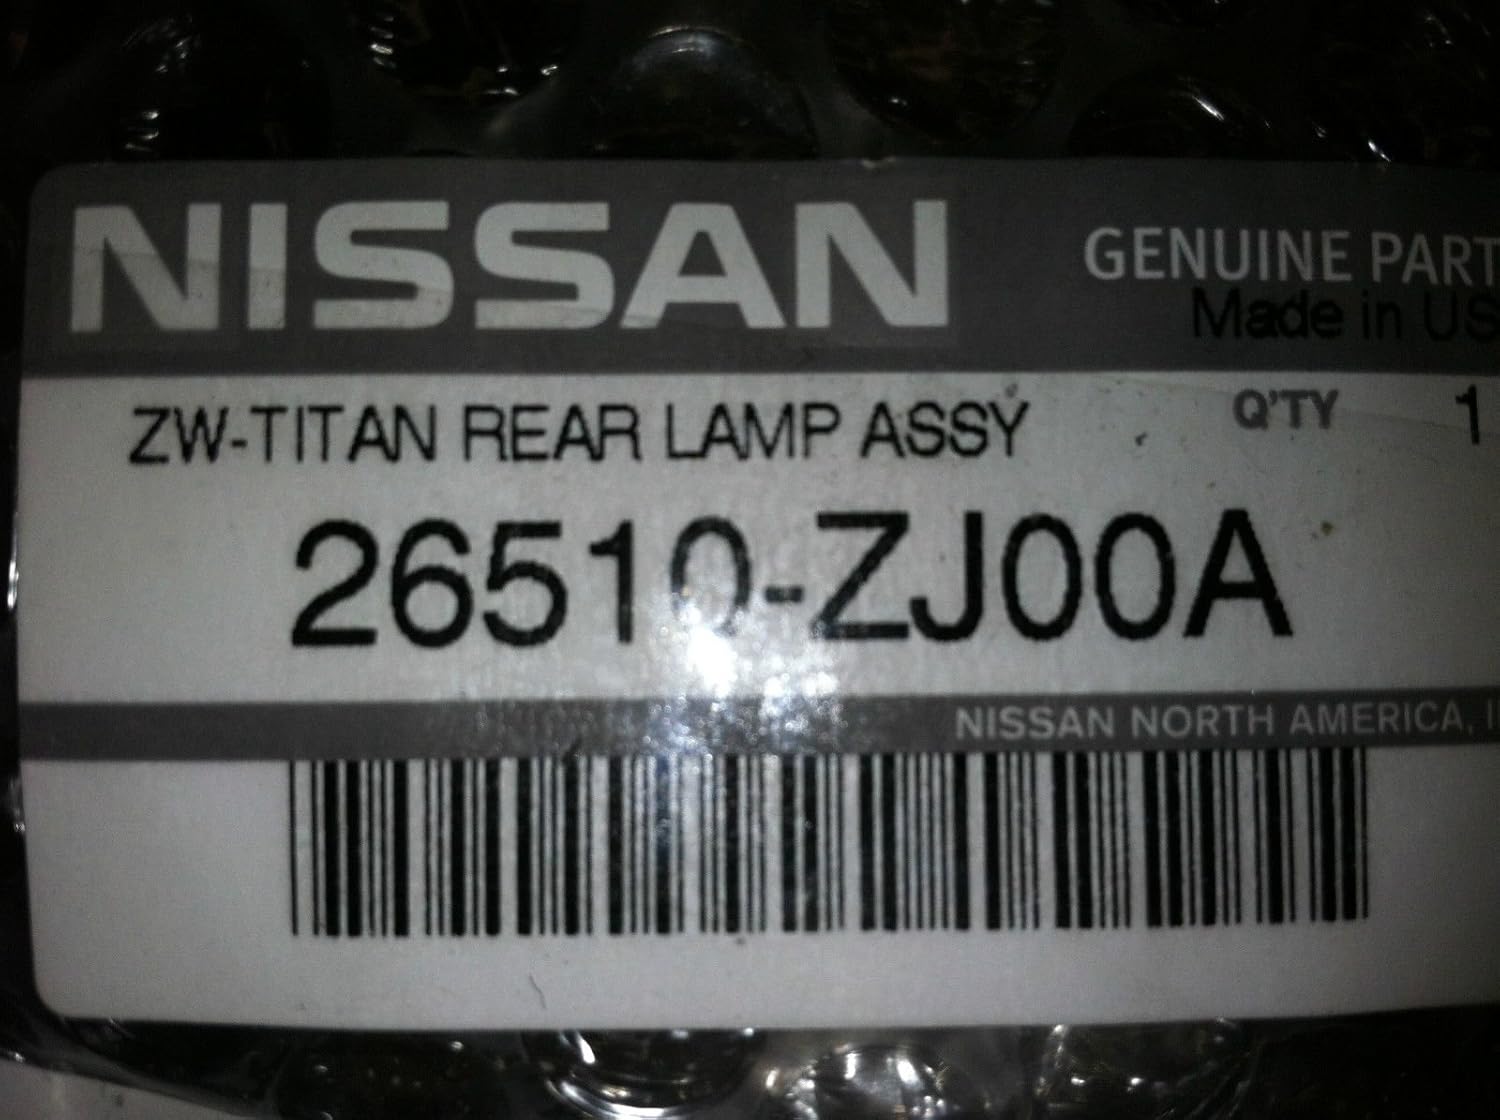 NISSAN
GENUINE PART
Made in US
ZW-TITAN REAR LAMP ASSY
Q'TY 1
26510-ZJ00A
NISSAN NORTH AMERICA, I